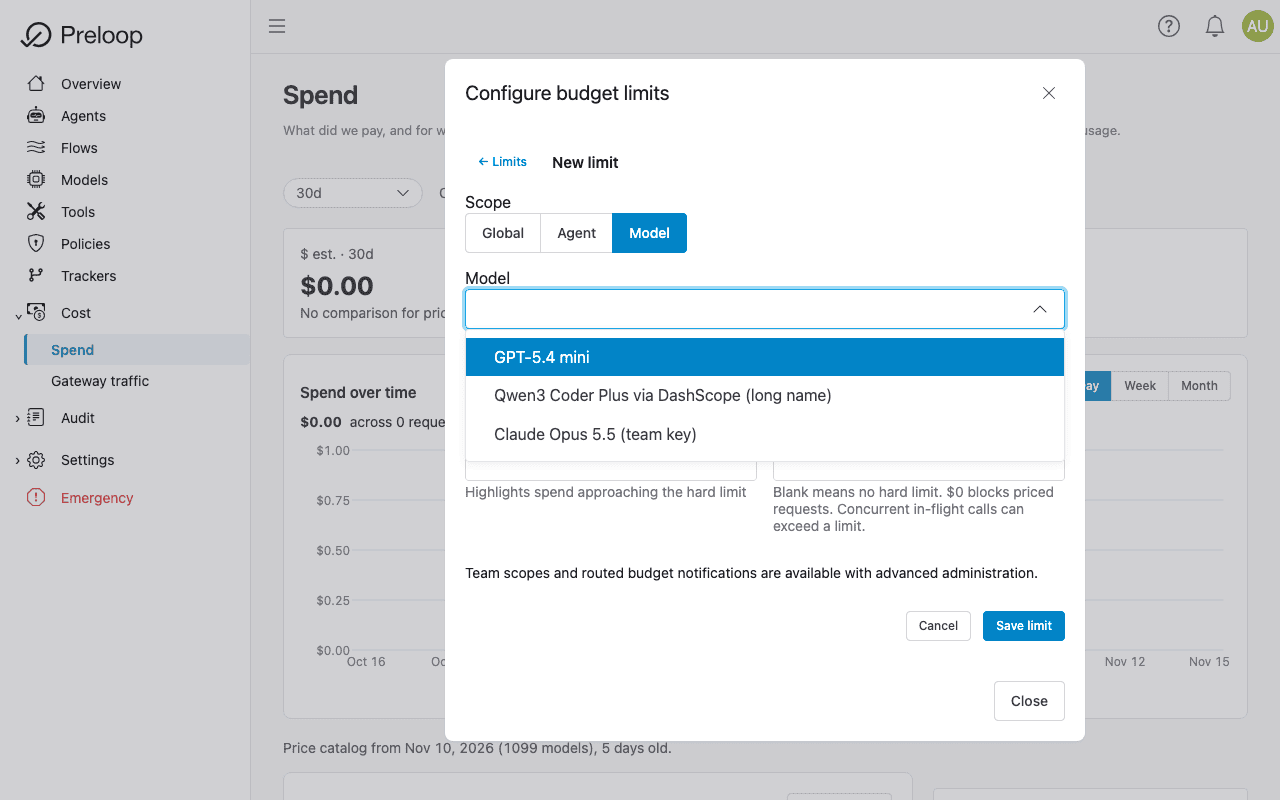 Preloop
Overview
Agents
Flows
Models
Tools
Policies
Trackers
Cost
Spend
Gateway traffic
Audit
Settings
Emergency
AU
Spend
What did we pay, and for
usage.
30d
$ est. · 30d
$0.00
No comparison for
Spend over time
$0.00 across 0
Week
Month
$1.00
$0.75
$0.50
$0.25
$0.00
Oct 16
Nov 12
Nov 15
Price catalog from Nov 10, 2026 (1099 models), 5 days old.
Configure budget limits
← Limits
New limit
Scope
Global
Agent
Model
Model
GPT-5.4 mini
Qwen3 Coder Plus via DashScope (long name)
Claude Opus 5.5 (team key)
Highlights spend approaching the hard limit
Blank means no hard limit. $0 blocks priced
requests. Concurrent in-flight calls can
exceed a limit.
Team scopes and routed budget notifications are available with advanced administration.
Cancel
Save limit
Close